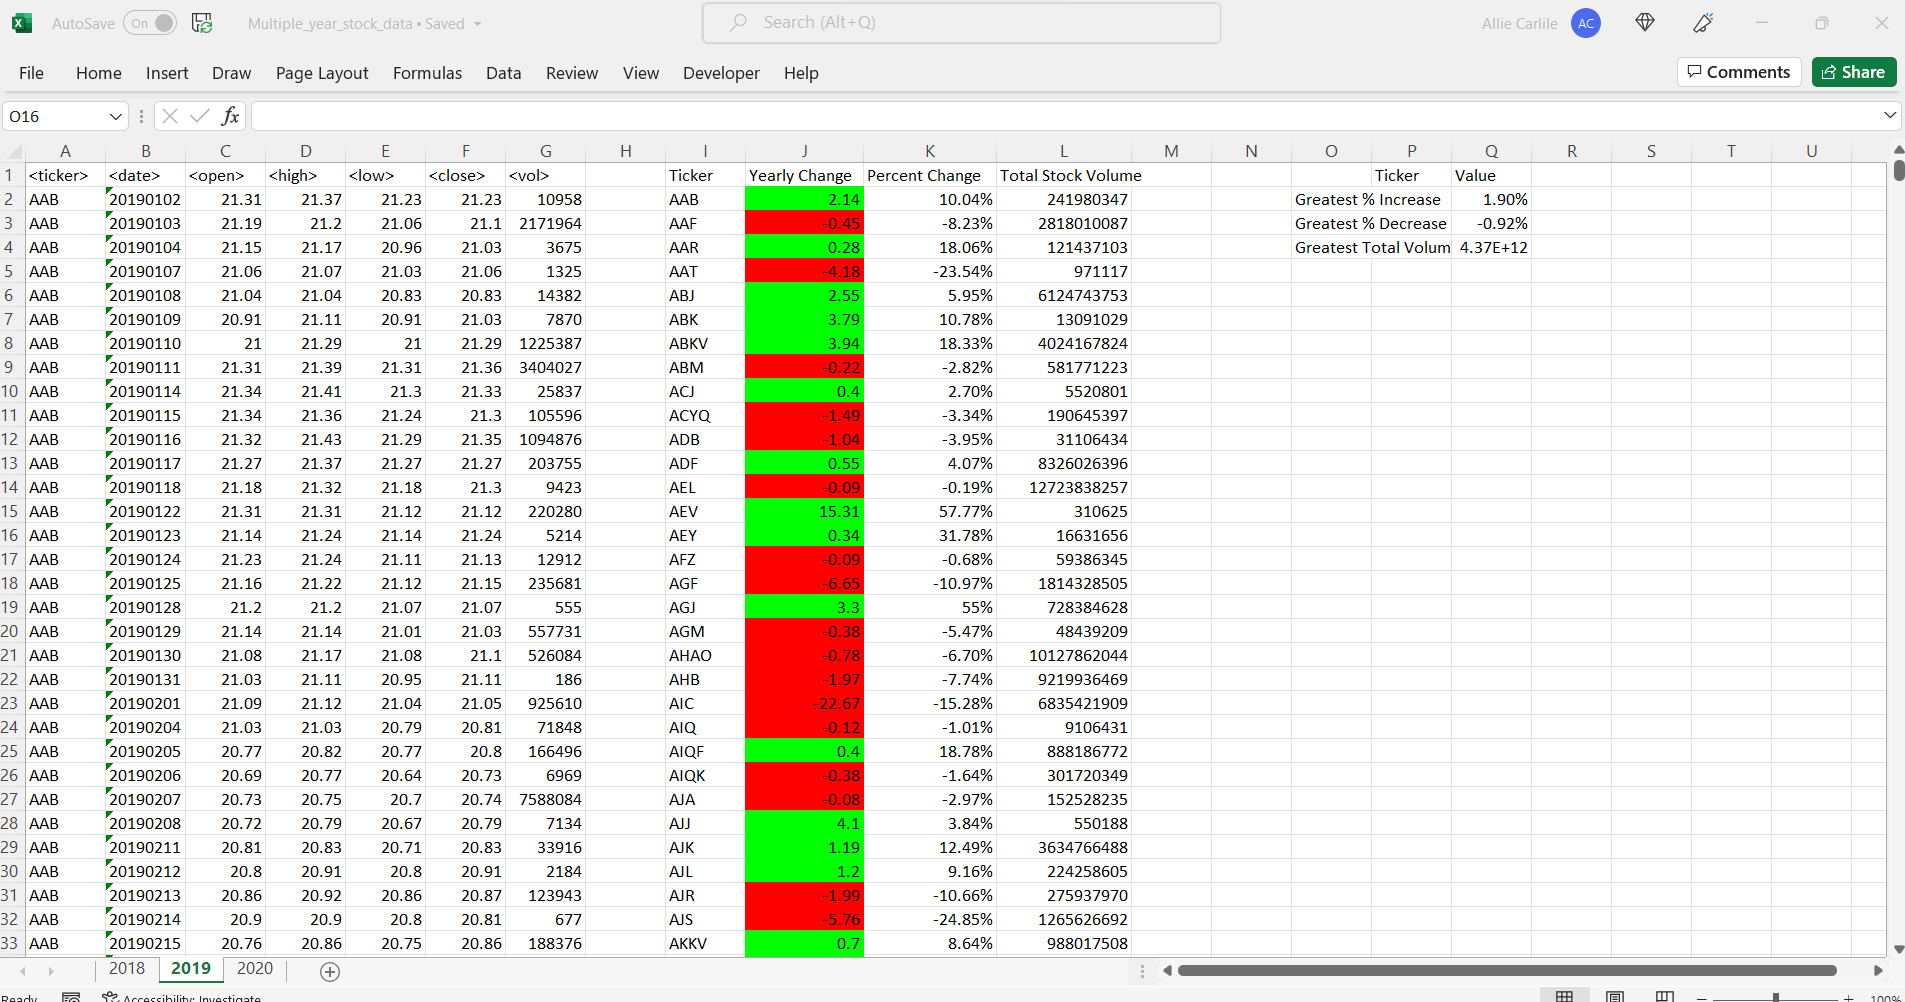 AutoSave On Multiple_year_stock_data • Saved Search (Alt+Q) Allie Carlile AC
File Home Insert Draw Page Layout Formulas Data Review View Developer Help Comments Share
O16 fx
A B C D E F G H I J K L M N O P Q R S T U
1 <ticker> <date> <open> <high> <low> <close> <vol> Ticker Yearly Change Percent Change Total Stock Volume Ticker Value
2 AAB 20190102 21.31 21.37 21.23 21.23 10958 AAB 2.14 10.04% 241980347 Greatest % Increase 1.90%
3 AAB 20190103 21.19 21.2 21.06 21.1 2171964 AAF -0.45 -8.23% 2818010087 Greatest % Decrease -0.92%
4 AAB 20190104 21.15 21.17 20.96 21.03 3675 AAR 0.28 18.06% 121437103 Greatest Total Volum 4.37E+12
5 AAB 20190107 21.06 21.07 21.03 21.06 1325 AAT -4.18 -23.54% 971117
6 AAB 20190108 21.04 21.04 20.83 20.83 14382 ABJ 2.55 5.95% 6124743753
7 AAB 20190109 20.91 21.11 20.91 21.03 7870 ABK 3.79 10.78% 13091029
8 AAB 20190110 21 21.29 21 21.29 1225387 ABKV 3.94 18.33% 4024167824
9 AAB 20190111 21.31 21.39 21.31 21.36 3404027 ABM -0.22 -2.82% 581771223
10 AAB 20190114 21.34 21.41 21.3 21.33 25837 ACJ 0.4 2.70% 5520801
11 AAB 20190115 21.34 21.36 21.24 21.3 105596 ACYQ -1.49 -3.34% 190645397
12 AAB 20190116 21.32 21.43 21.29 21.35 1094876 ADB -1.04 -3.95% 31106434
13 AAB 20190117 21.27 21.37 21.27 21.27 203755 ADF 0.55 4.07% 8326026396
14 AAB 20190118 21.18 21.32 21.18 21.3 9423 AEL -0.09 -0.19% 12723838257
15 AAB 20190122 21.31 21.31 21.12 21.12 220280 AEV 15.31 57.77% 310625
16 AAB 20190123 21.14 21.24 21.14 21.24 5214 AEY 0.34 31.78% 16631656
17 AAB 20190124 21.23 21.24 21.11 21.13 12912 AFZ -0.09 -0.68% 59386345
18 AAB 20190125 21.16 21.22 21.12 21.15 235681 AGF -6.65 -10.97% 1814328505
19 AAB 20190128 21.2 21.2 21.07 21.07 555 AGJ 3.3 55% 728384628
20 AAB 20190129 21.14 21.14 21.01 21.03 557731 AGM -0.38 -5.47% 48439209
21 AAB 20190130 21.08 21.17 21.08 21.1 526084 AHAO -0.78 -6.70% 10127862044
22 AAB 20190131 21.03 21.11 20.95 21.11 186 AHB -1.97 -7.74% 9219936469
23 AAB 20190201 21.09 21.12 21.04 21.05 925610 AIC -22.67 -15.28% 6835421909
24 AAB 20190204 21.03 21.03 20.79 20.81 71848 AIQ -0.12 -1.01% 9106431
25 AAB 20190205 20.77 20.82 20.77 20.8 166496 AIQF 0.4 18.78% 888186772
26 AAB 20190206 20.69 20.77 20.64 20.73 6969 AIQK -0.38 -1.64% 301720349
27 AAB 20190207 20.73 20.75 20.7 20.74 7588084 AJA -0.08 -2.97% 152528235
28 AAB 20190208 20.72 20.79 20.67 20.79 7134 AJJ 4.1 3.84% 550188
29 AAB 20190211 20.81 20.83 20.71 20.83 33916 AJK 1.19 12.49% 3634766488
30 AAB 20190212 20.8 20.91 20.8 20.91 2184 AJL 1.2 9.16% 224258605
31 AAB 20190213 20.86 20.92 20.86 20.87 123943 AJR -1.99 -10.66% 275937970
32 AAB 20190214 20.9 20.9 20.8 20.81 677 AJS -5.76 -24.85% 1265626692
33 AAB 20190215 20.76 20.86 20.75 20.86 188376 AKKV 0.7 8.64% 988017508
2018 2019 2020
Ready Accessibility: Investigate 100%